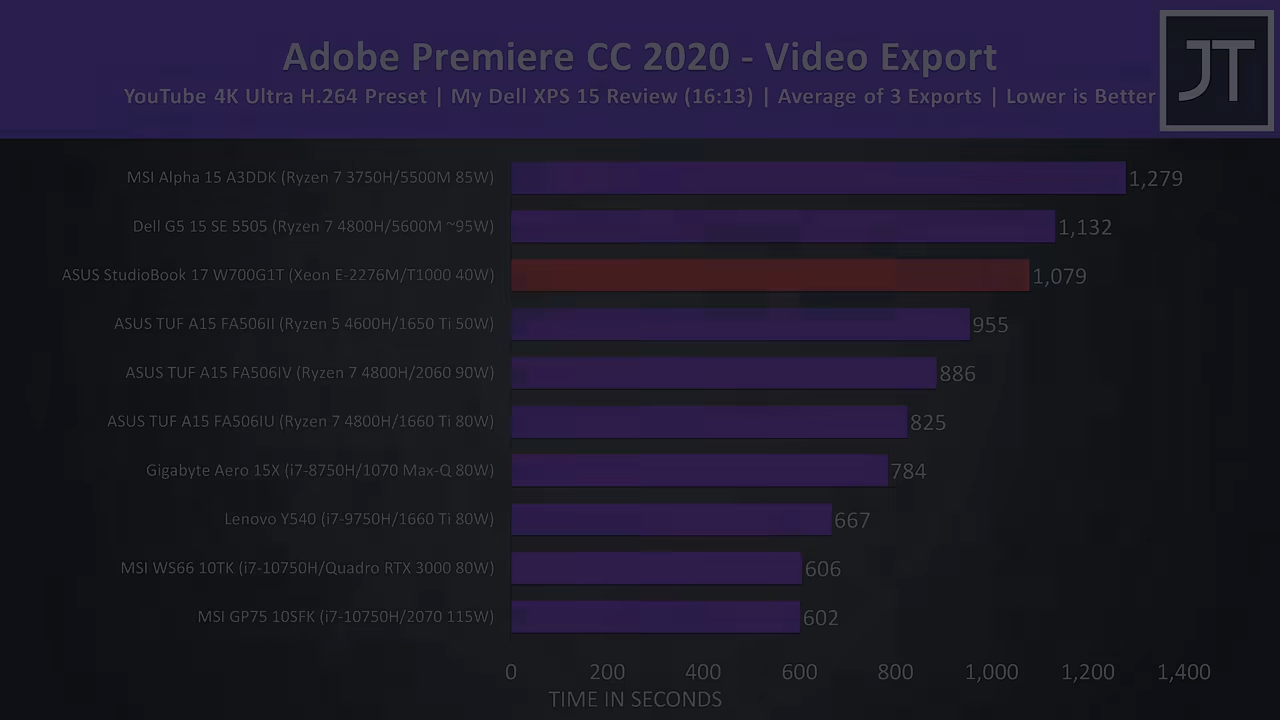 Adobe Premiere CC 2020 - Video Export
JT
YouTube 4K Ultra H.264 Preset | My Dell XPS 15 Review (16:13) | Average of 3 Exports | Lower is Better
MSI Alpha 15 A3DDK (Ryzen 7 3750H/5500M 85W) 1,279
Dell G5 15 SE 5505 (Ryzen 7 4800H/5600M ~95W) 1,132
ASUS StudioBook 17 W700G1T (Xeon E-2276M/T1000 40W) 1,079
ASUS TUF A15 FA506II (Ryzen 5 4600H/1650 Ti 50W) 955
ASUS TUF A15 FA506IV (Ryzen 7 4800H/2060 90W) 886
ASUS TUF A15 FA506IU (Ryzen 7 4800H/1660 Ti 80W) 825
Gigabyte Aero 15X (i7-8750H/1070 Max-Q 80W) 784
Lenovo Y540 (i7-9750H/1660 Ti 80W) 667
MSI WS66 10TK (i7-10750H/Quadro RTX 3000 80W) 606
MSI GP75 10SFK (i7-10750H/2070 115W) 602
0 200 400 600 800 1,000 1,200 1,400
TIME IN SECONDS